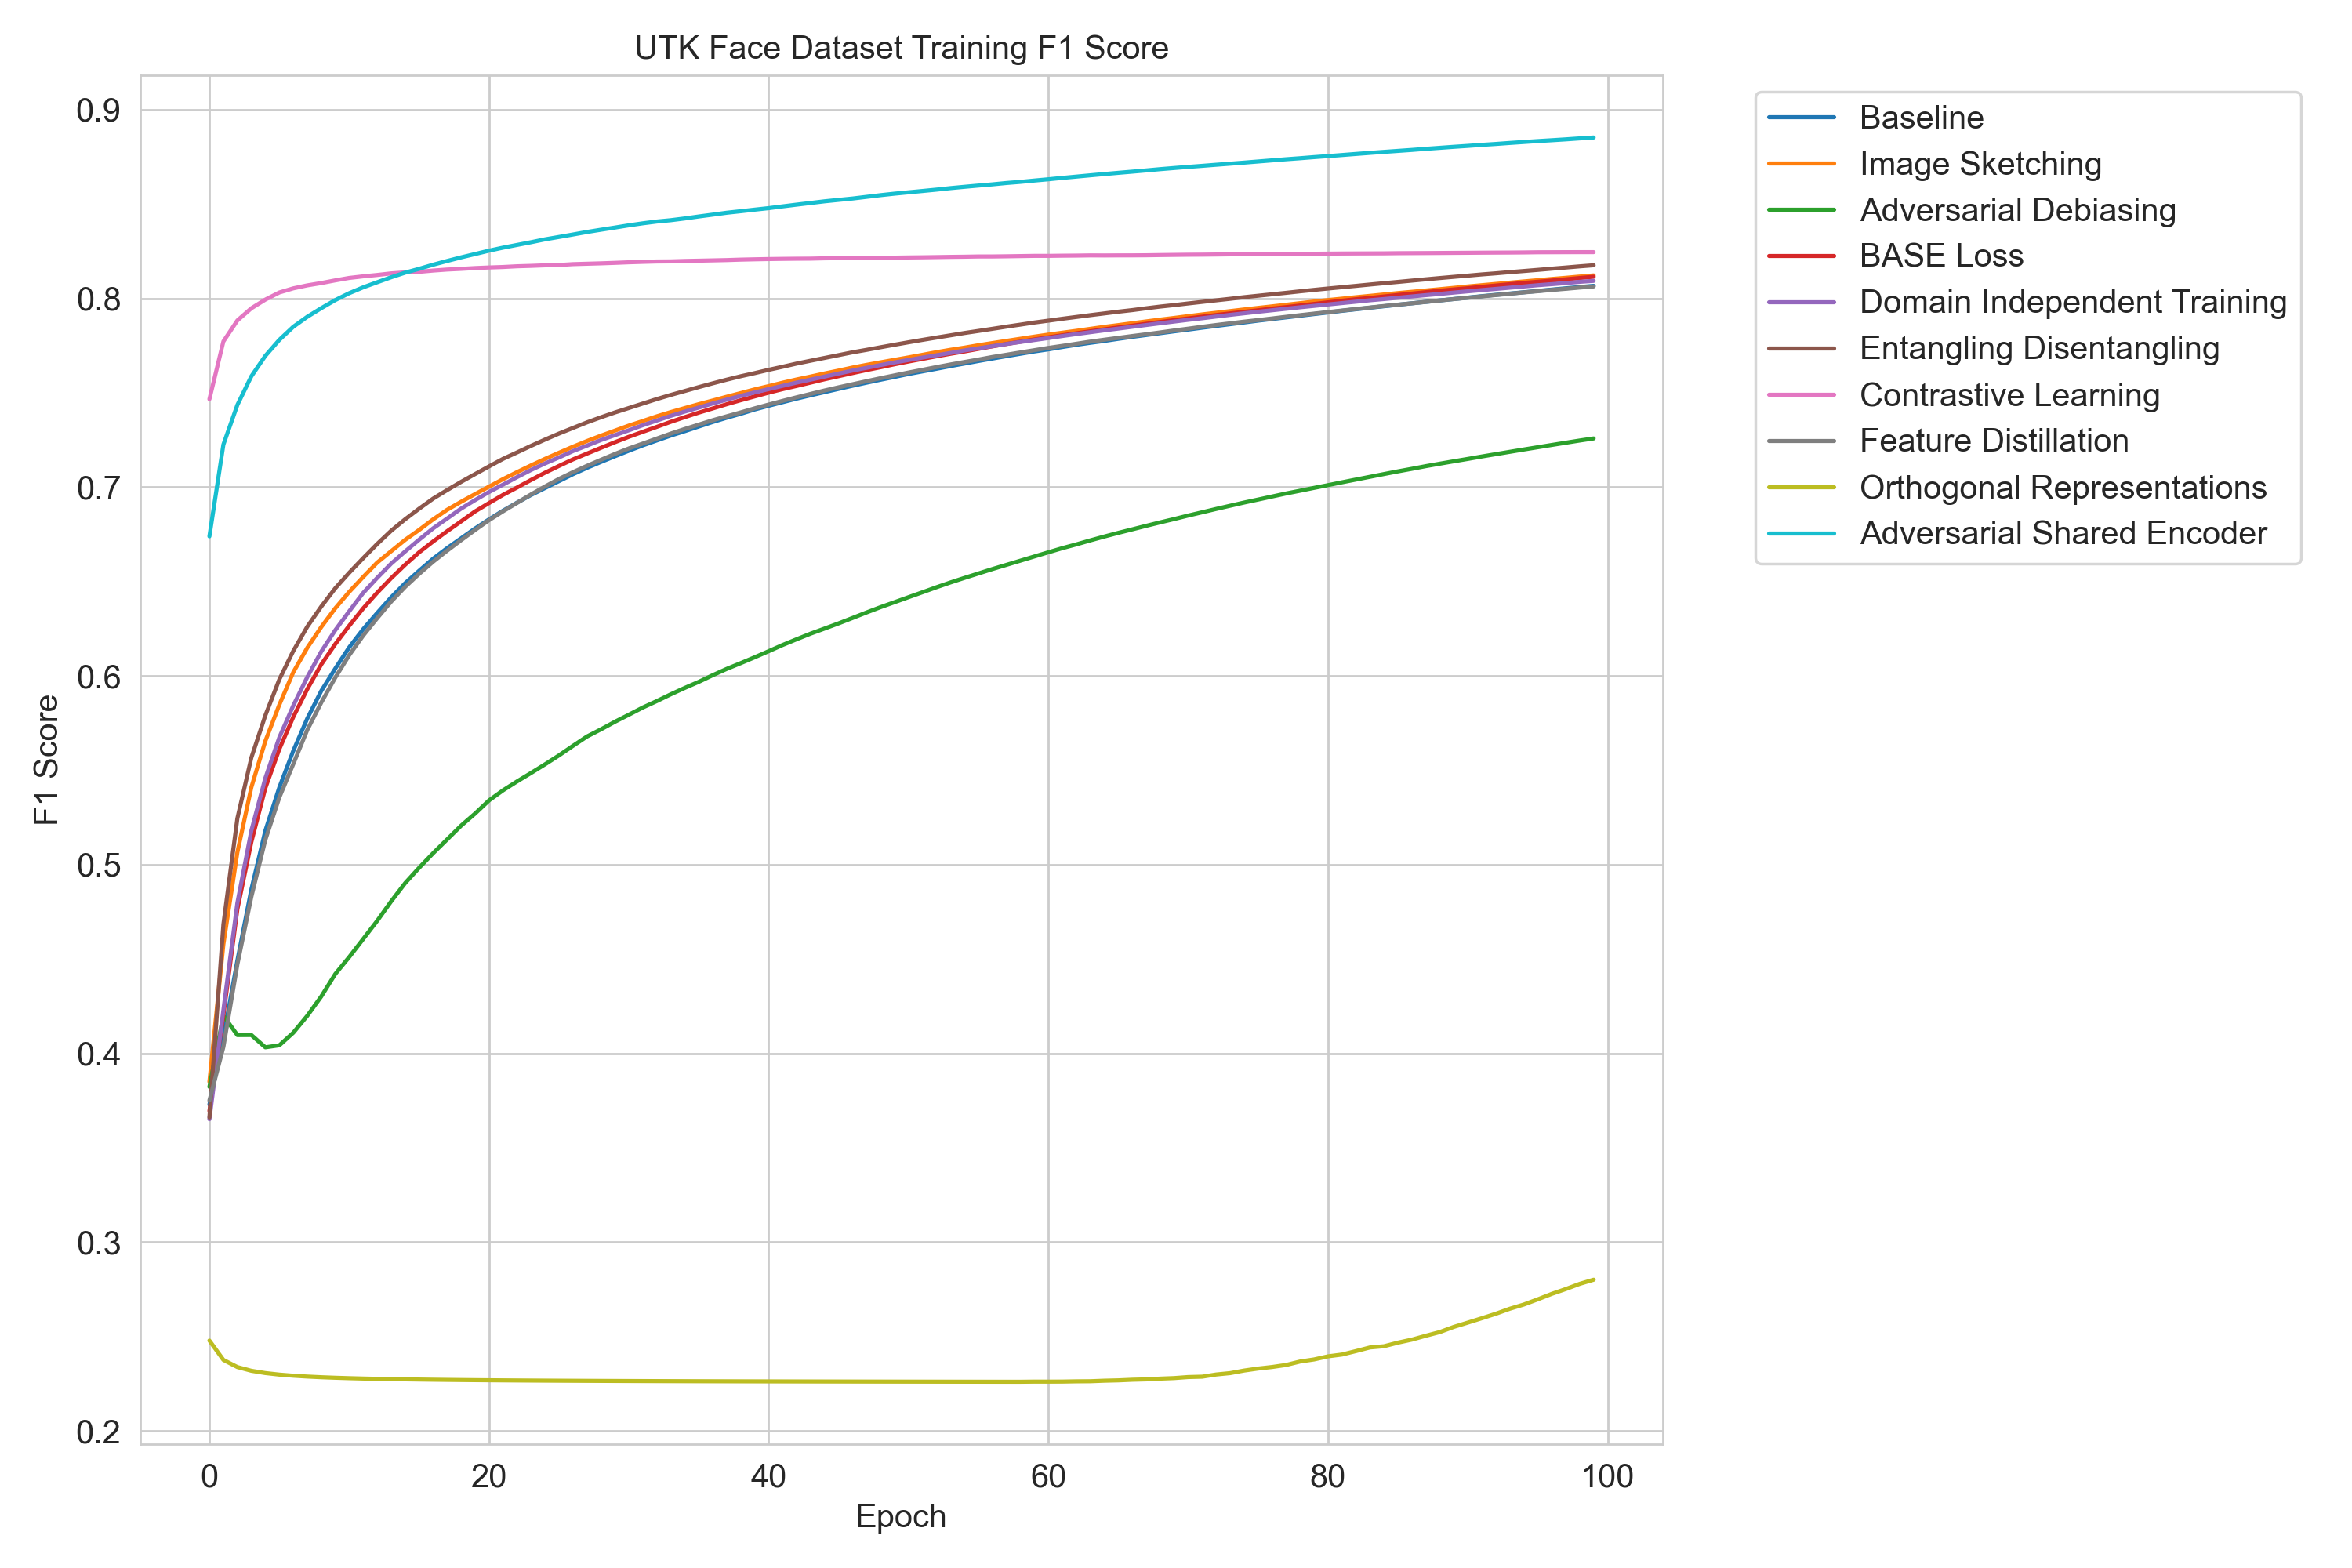 UTK Face Dataset Training F1 Score
0.9
0.8
0.7
0.6
0.5
0.4
0.3
0.2
F1 Score
0 20 40 60 80 100
Epoch
Baseline
Image Sketching
Adversarial Debiasing
BASE Loss
Domain Independent Training
Entangling Disentangling
Contrastive Learning
Feature Distillation
Orthogonal Representations
Adversarial Shared Encoder